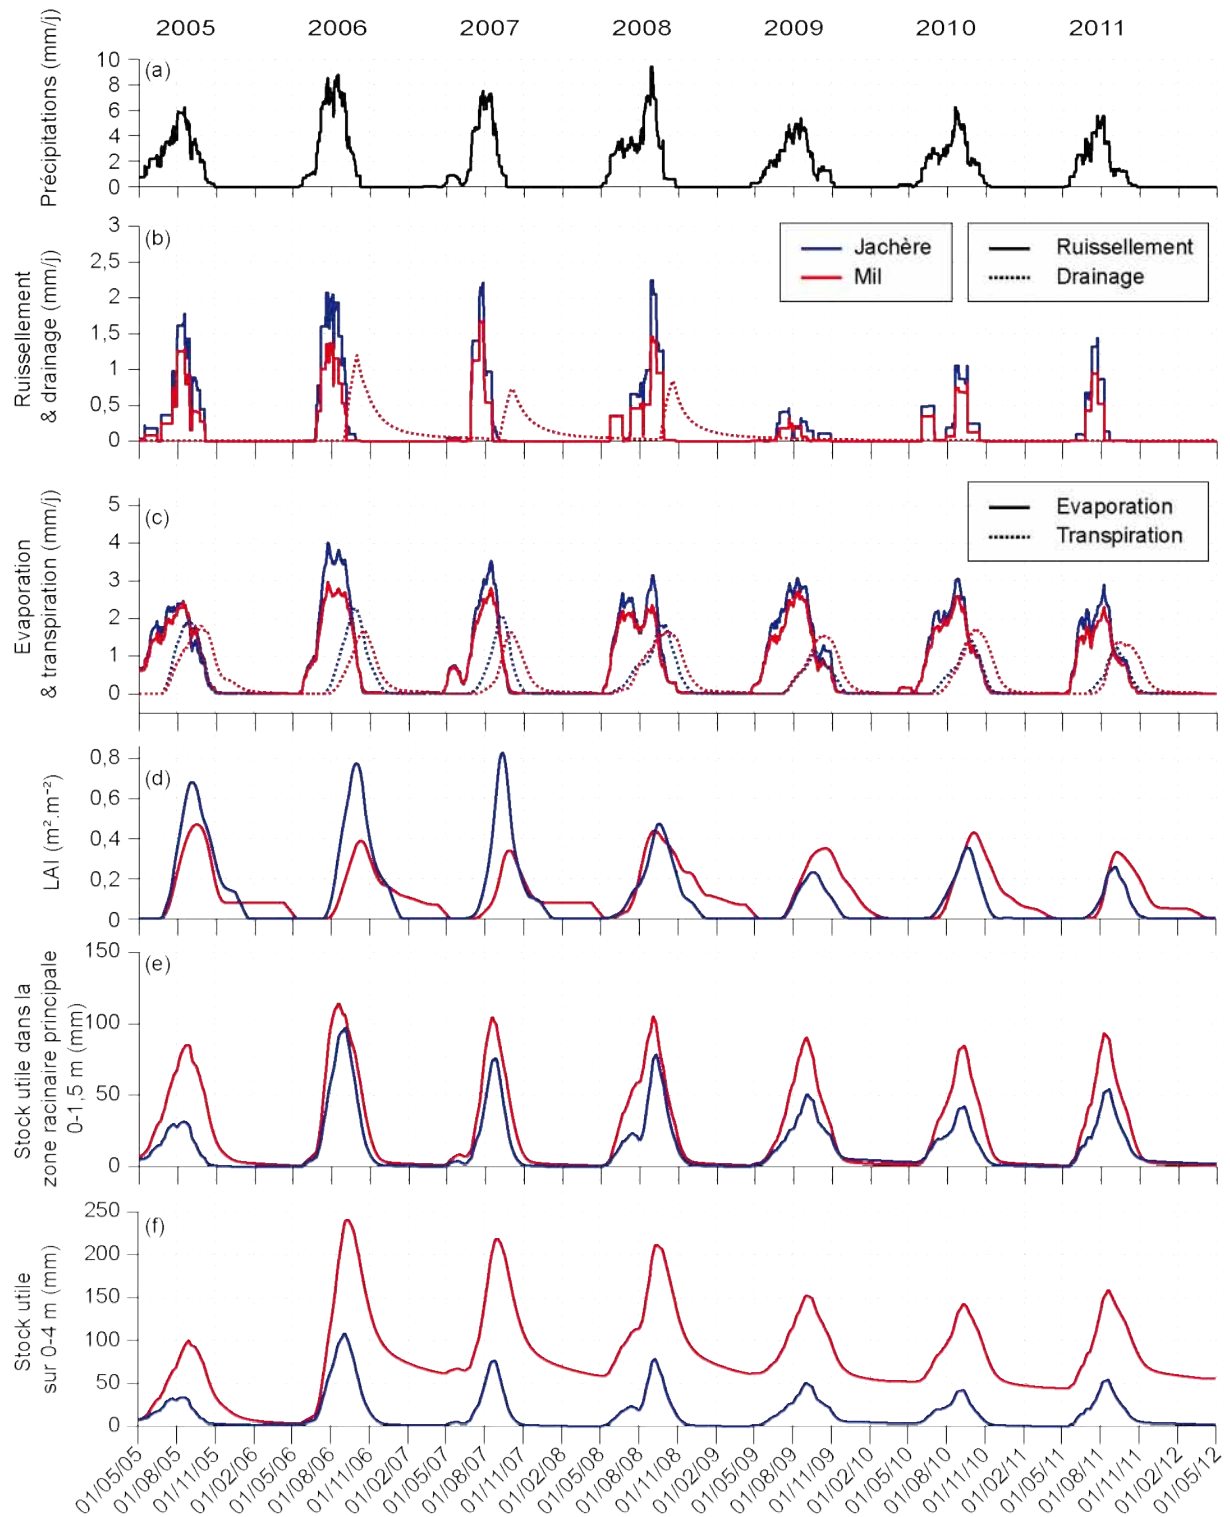 2005 2006 2007 2008 2009 2010 2011
Précipitations (mm/j)
(a)
10
8
6
4
2
0
Ruissellement
& drainage (mm/j)
(b)
3
2,5
2
1,5
1
0,5
0
Jachère
Mil
Ruissellement
Drainage
Evaporation
& transpiration (mm/j)
(c)
5
4
3
2
1
0
Evaporation
Transpiration
LAI (m².m⁻²)
(d)
0,8
0,6
0,4
0,2
0
Stock utile dans la
zone racinaire principale
0-1,5 m (mm)
(e)
150
100
50
0
Stock utile
sur 0-4 m (mm)
(f)
250
200
150
100
50
0
01/05/05 01/08/05 01/11/05 01/02/06 01/05/06 01/08/06 01/11/06 01/02/07 01/05/07 01/08/07 01/11/07 01/02/08 01/05/08 01/08/08 01/11/08 01/02/09 01/05/09 01/08/09 01/11/09 01/02/10 01/05/10 01/08/10 01/11/10 01/02/11 01/05/11 01/08/11 01/11/11 01/02/12 01/05/12